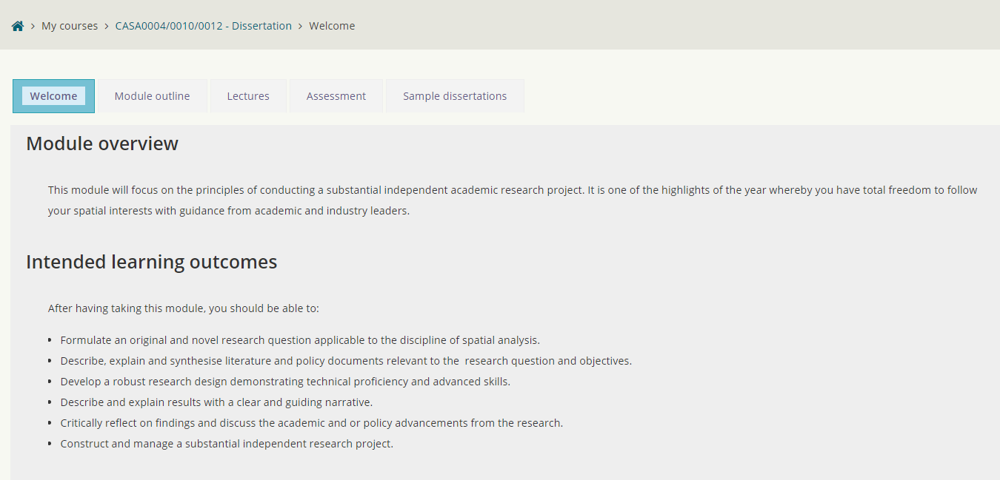 My courses > CASA0004/0010/0012 - Dissertation > Welcome
Welcome Module outline Lectures Assessment Sample dissertations
Module overview
This module will focus on the principles of conducting a substantial independent academic research project. It is one of the highlights of the year whereby you have total freedom to follow
your spatial interests with guidance from academic and industry leaders.
Intended learning outcomes
After having taking this module, you should be able to:
• Formulate an original and novel research question applicable to the discipline of spatial analysis.
• Describe, explain and synthesise literature and policy documents relevant to the research question and objectives.
• Develop a robust research design demonstrating technical proficiency and advanced skills.
• Describe and explain results with a clear and guiding narrative.
• Critically reflect on findings and discuss the academic and or policy advancements from the research.
• Construct and manage a substantial independent research project.